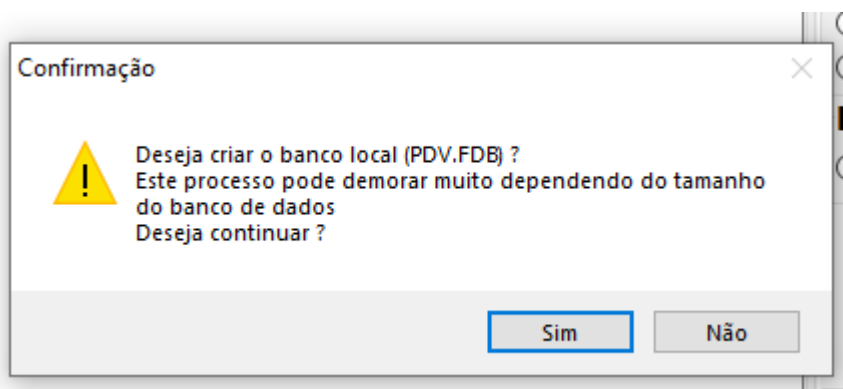 Confirmação
Deseja criar o banco local (PDV.FDB) ?
Este processo pode demorar muito dependendo do tamanho
do banco de dados
Deseja continuar ?
Sim
Não